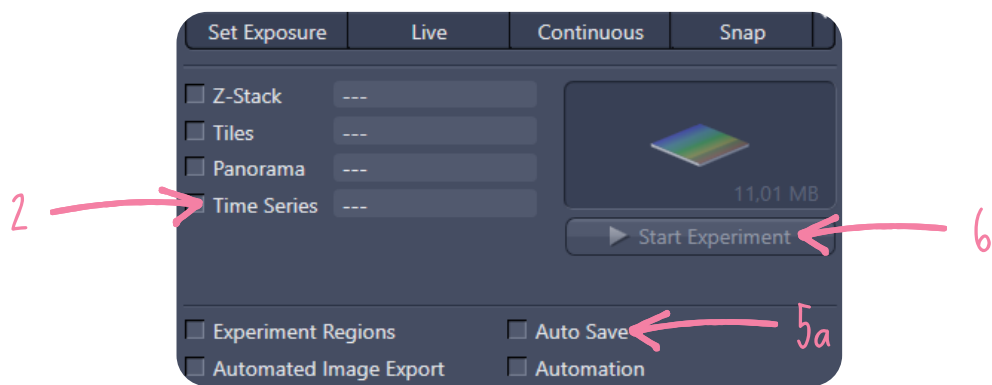 Set Exposure Live Continuous Snap
Z-Stack ---
Tiles ---
Panorama ---
11,01 MB
2 Time Series ---
Start Experiment 6
Experiment Regions Auto Save 5a
Automated Image Export Automation